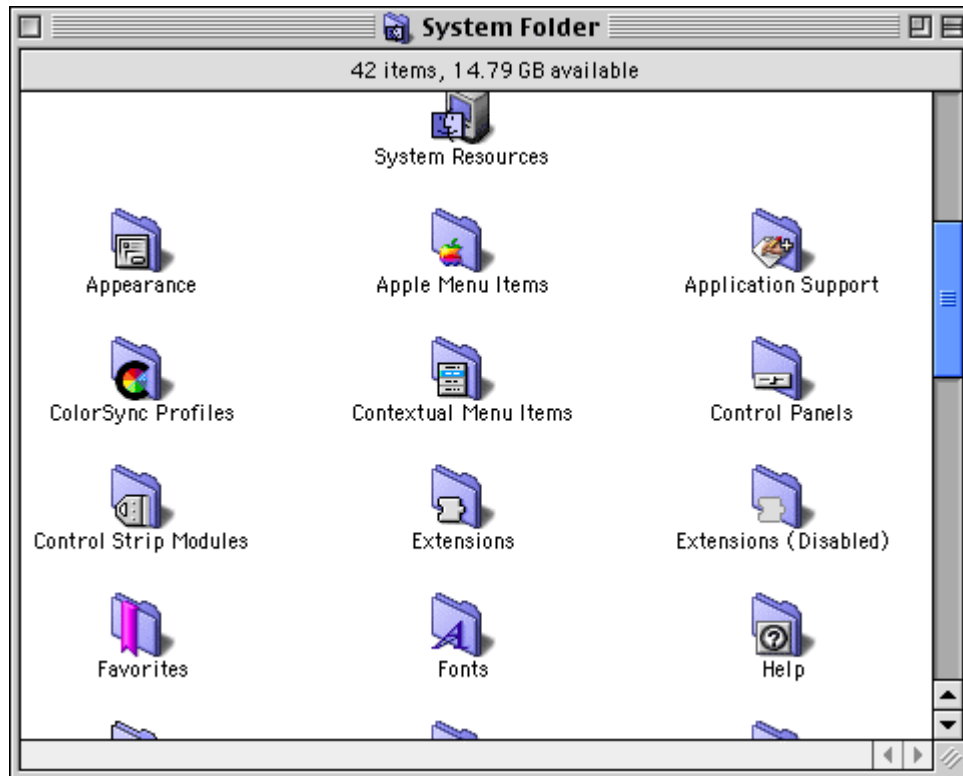 System Folder
42 items, 14.79 GB available
System Resources
Appearance
Apple Menu Items
Application Support
ColorSync Profiles
Contextual Menu Items
Control Panels
Control Strip Modules
Extensions
Extensions (Disabled)
Favorites
Fonts
Help